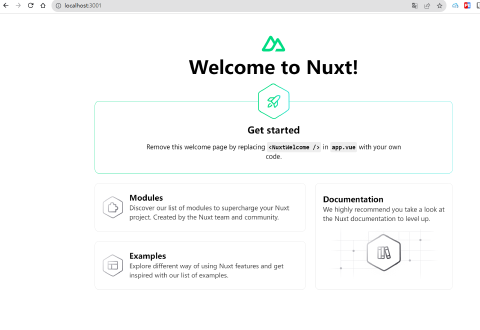 localhost:3001
Welcome to Nuxt!
Get started
Remove this welcome page by replacing <NuxtWelcome /> in app.vue with your own
code.
Modules
Discover our list of modules to supercharge your Nuxt
project. Created by the Nuxt team and community.
Documentation
We highly recommend you take a look at
the Nuxt documentation to level up.
Examples
Explore different way of using Nuxt features and get
inspired with our list of examples.